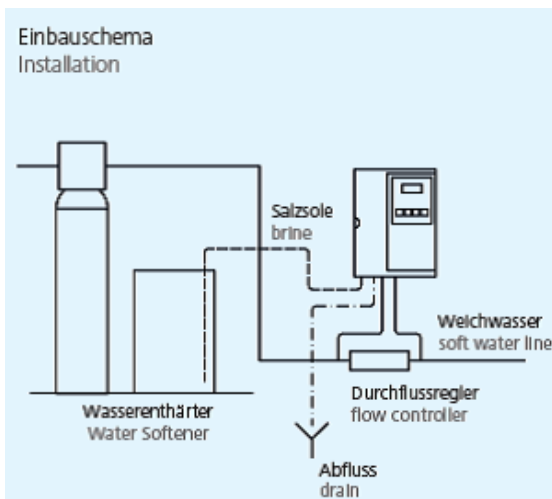 Einbauschema
Installation
Salzsole
brine
Weichwasser
soft water line
Durchflussregler
flow controller
Wasserenthärter
Water Softener
Abfluss
drain